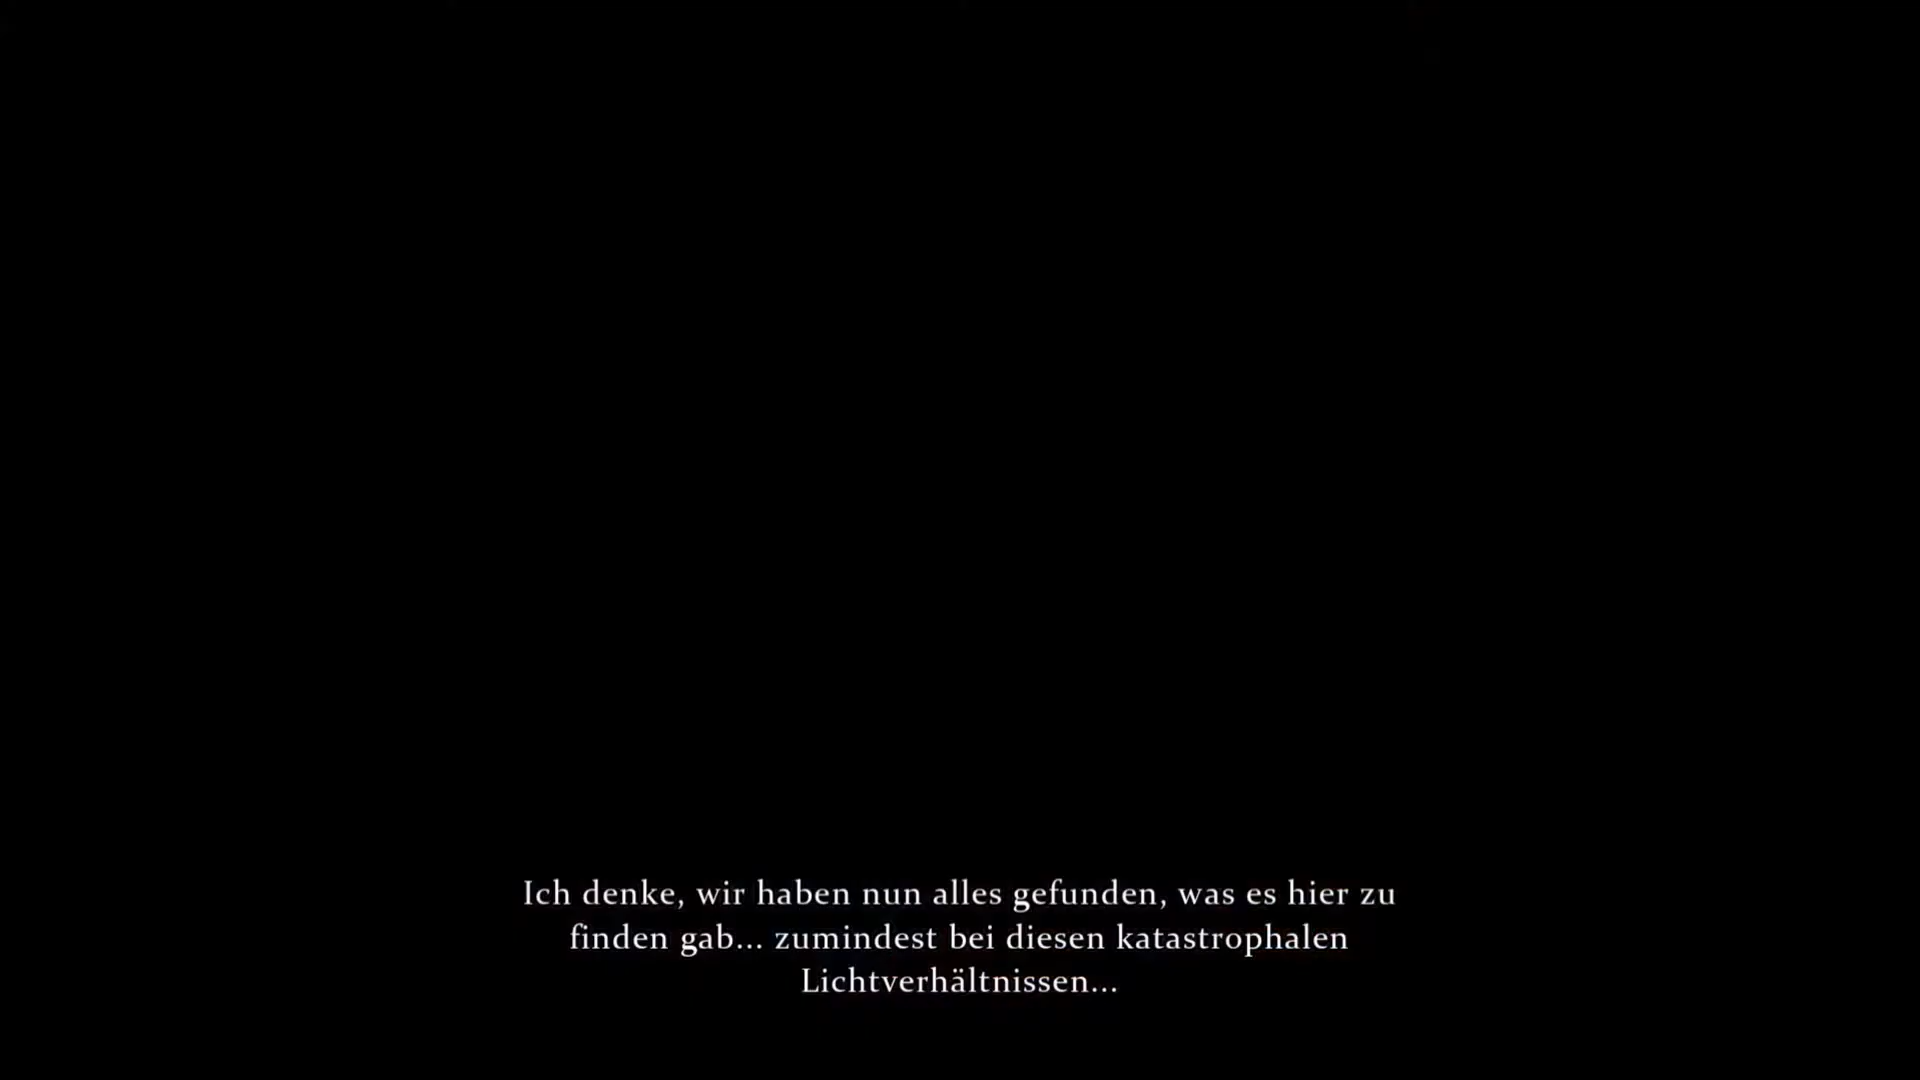 Ich denke, wir haben nun alles gefunden, was es hier zu
finden gab... zumindest bei diesen katastrophalen
Lichtverhältnissen...